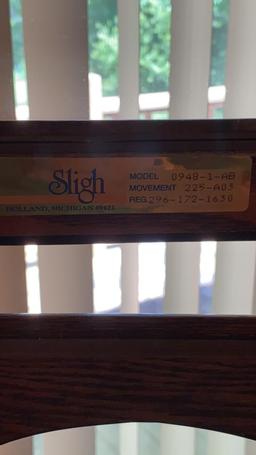 Sligh
HOLLAND, MICHIGAN 49423
MODEL 0948-1-AB
MOVEMENT 225-A03
REG. 296-172-1630